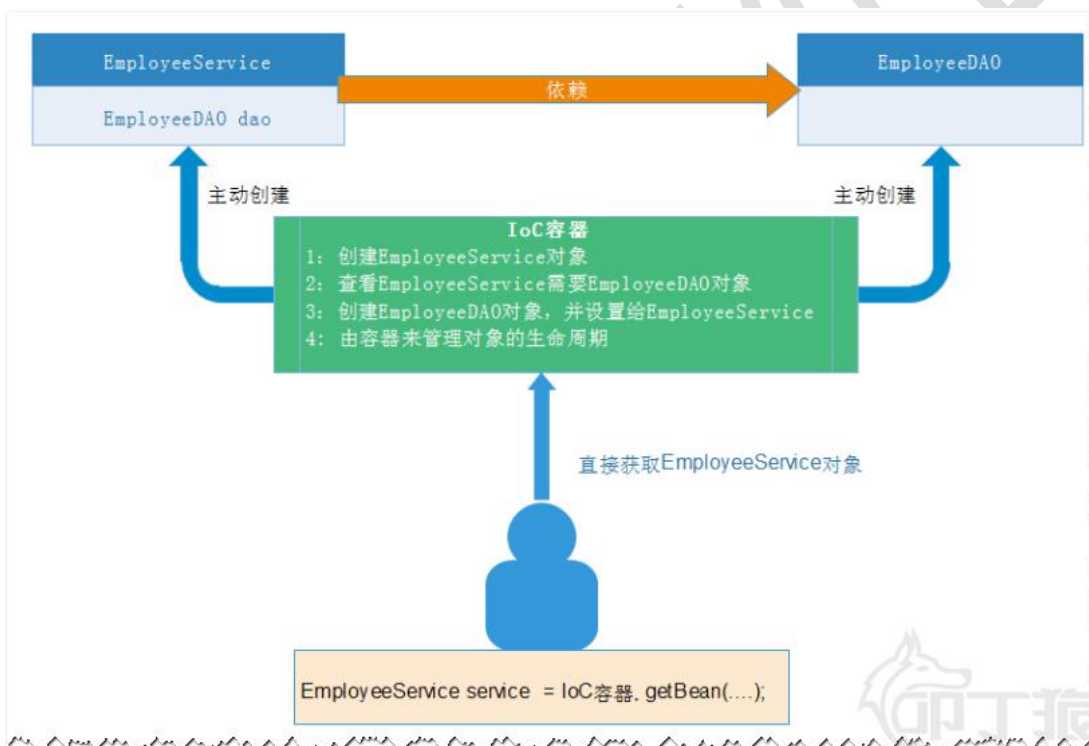 EmployeeService
EmployeeDAO
依赖
EmployeeDAO dao
主动创建
主动创建
IoC容器
1: 创建EmployeeService对象
2: 查看EmployeeService需要EmployeeDAO对象
3: 创建EmployeeDAO对象, 并设置给EmployeeService
4: 由容器来管理对象的生命周期
直接获取EmployeeService对象
EmployeeService service = IoC容器. getBean(....);
叩丁狼